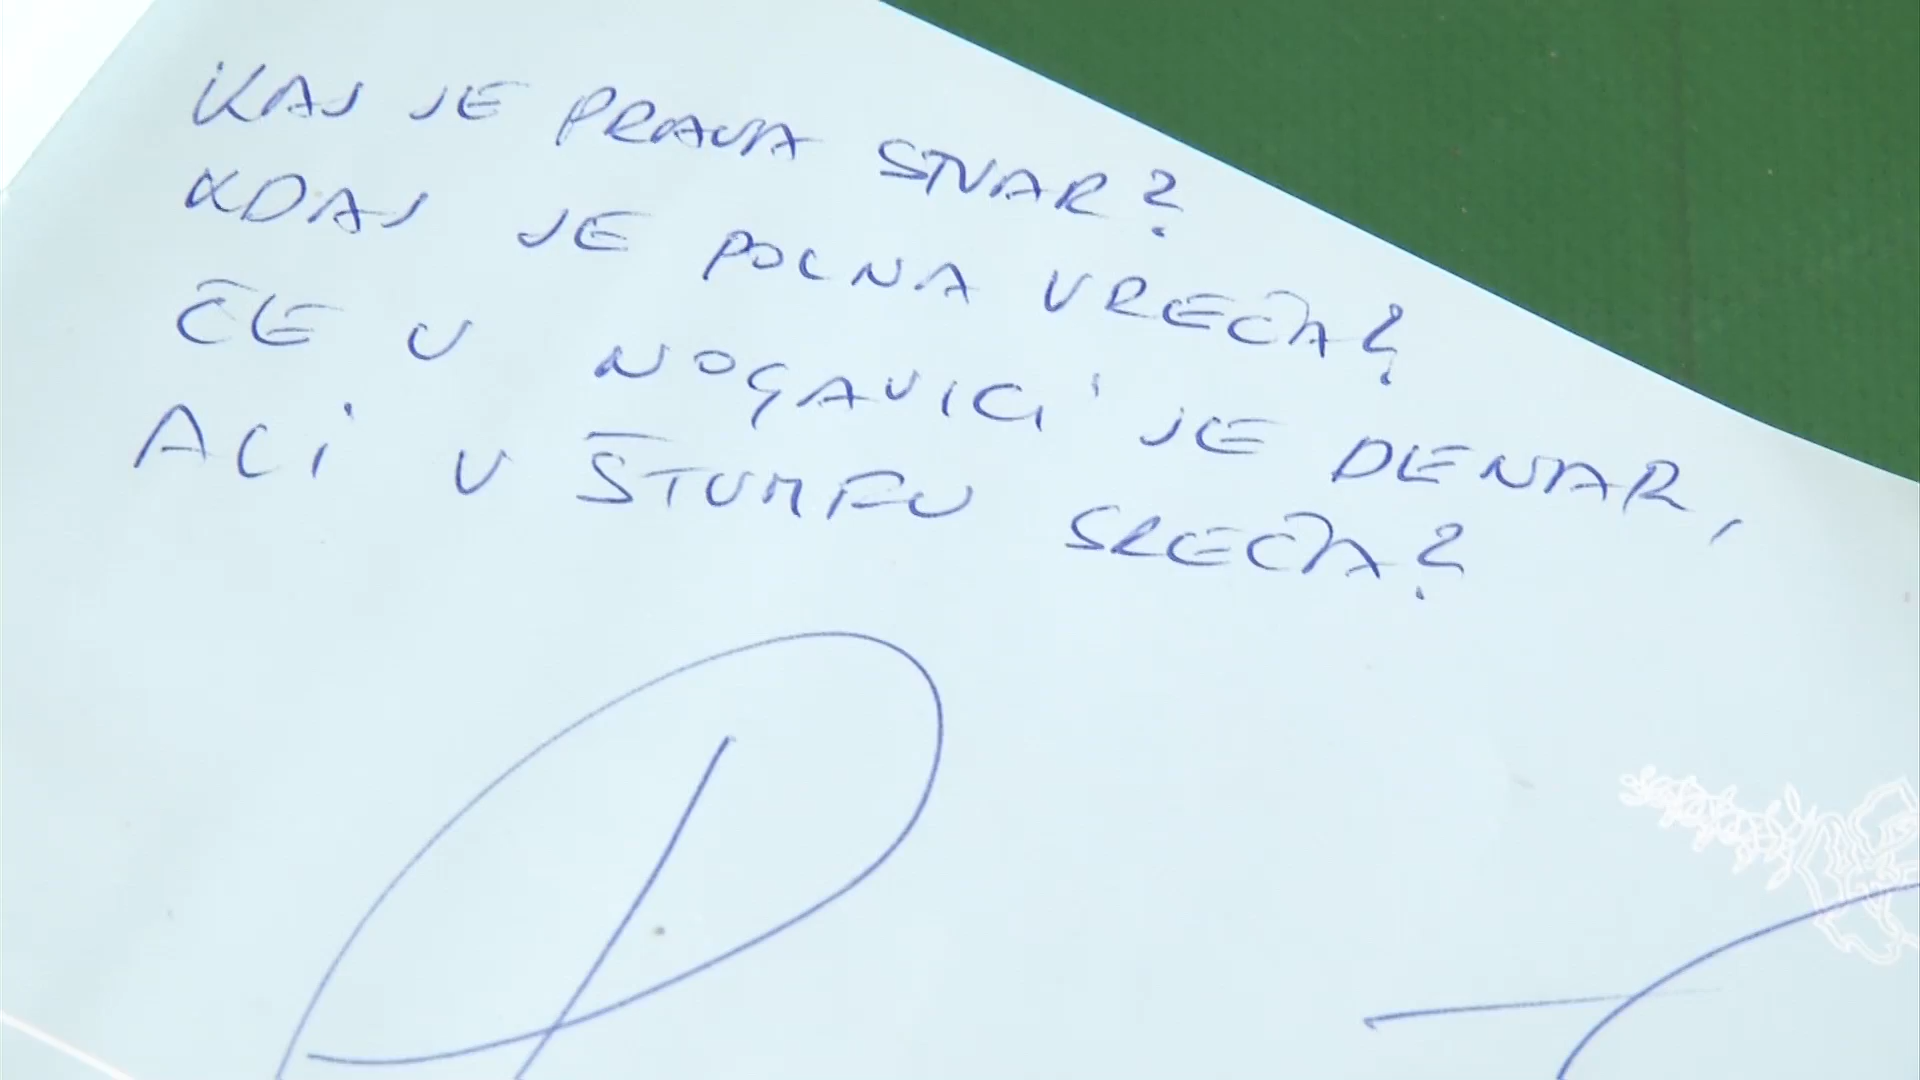 KAJ JE PRAVA STVAR?
KDAJ JE POLNA VREČA?
ČE V NOGAVICI JE DENAR,
ALI V ŠTUMFU SREČA?